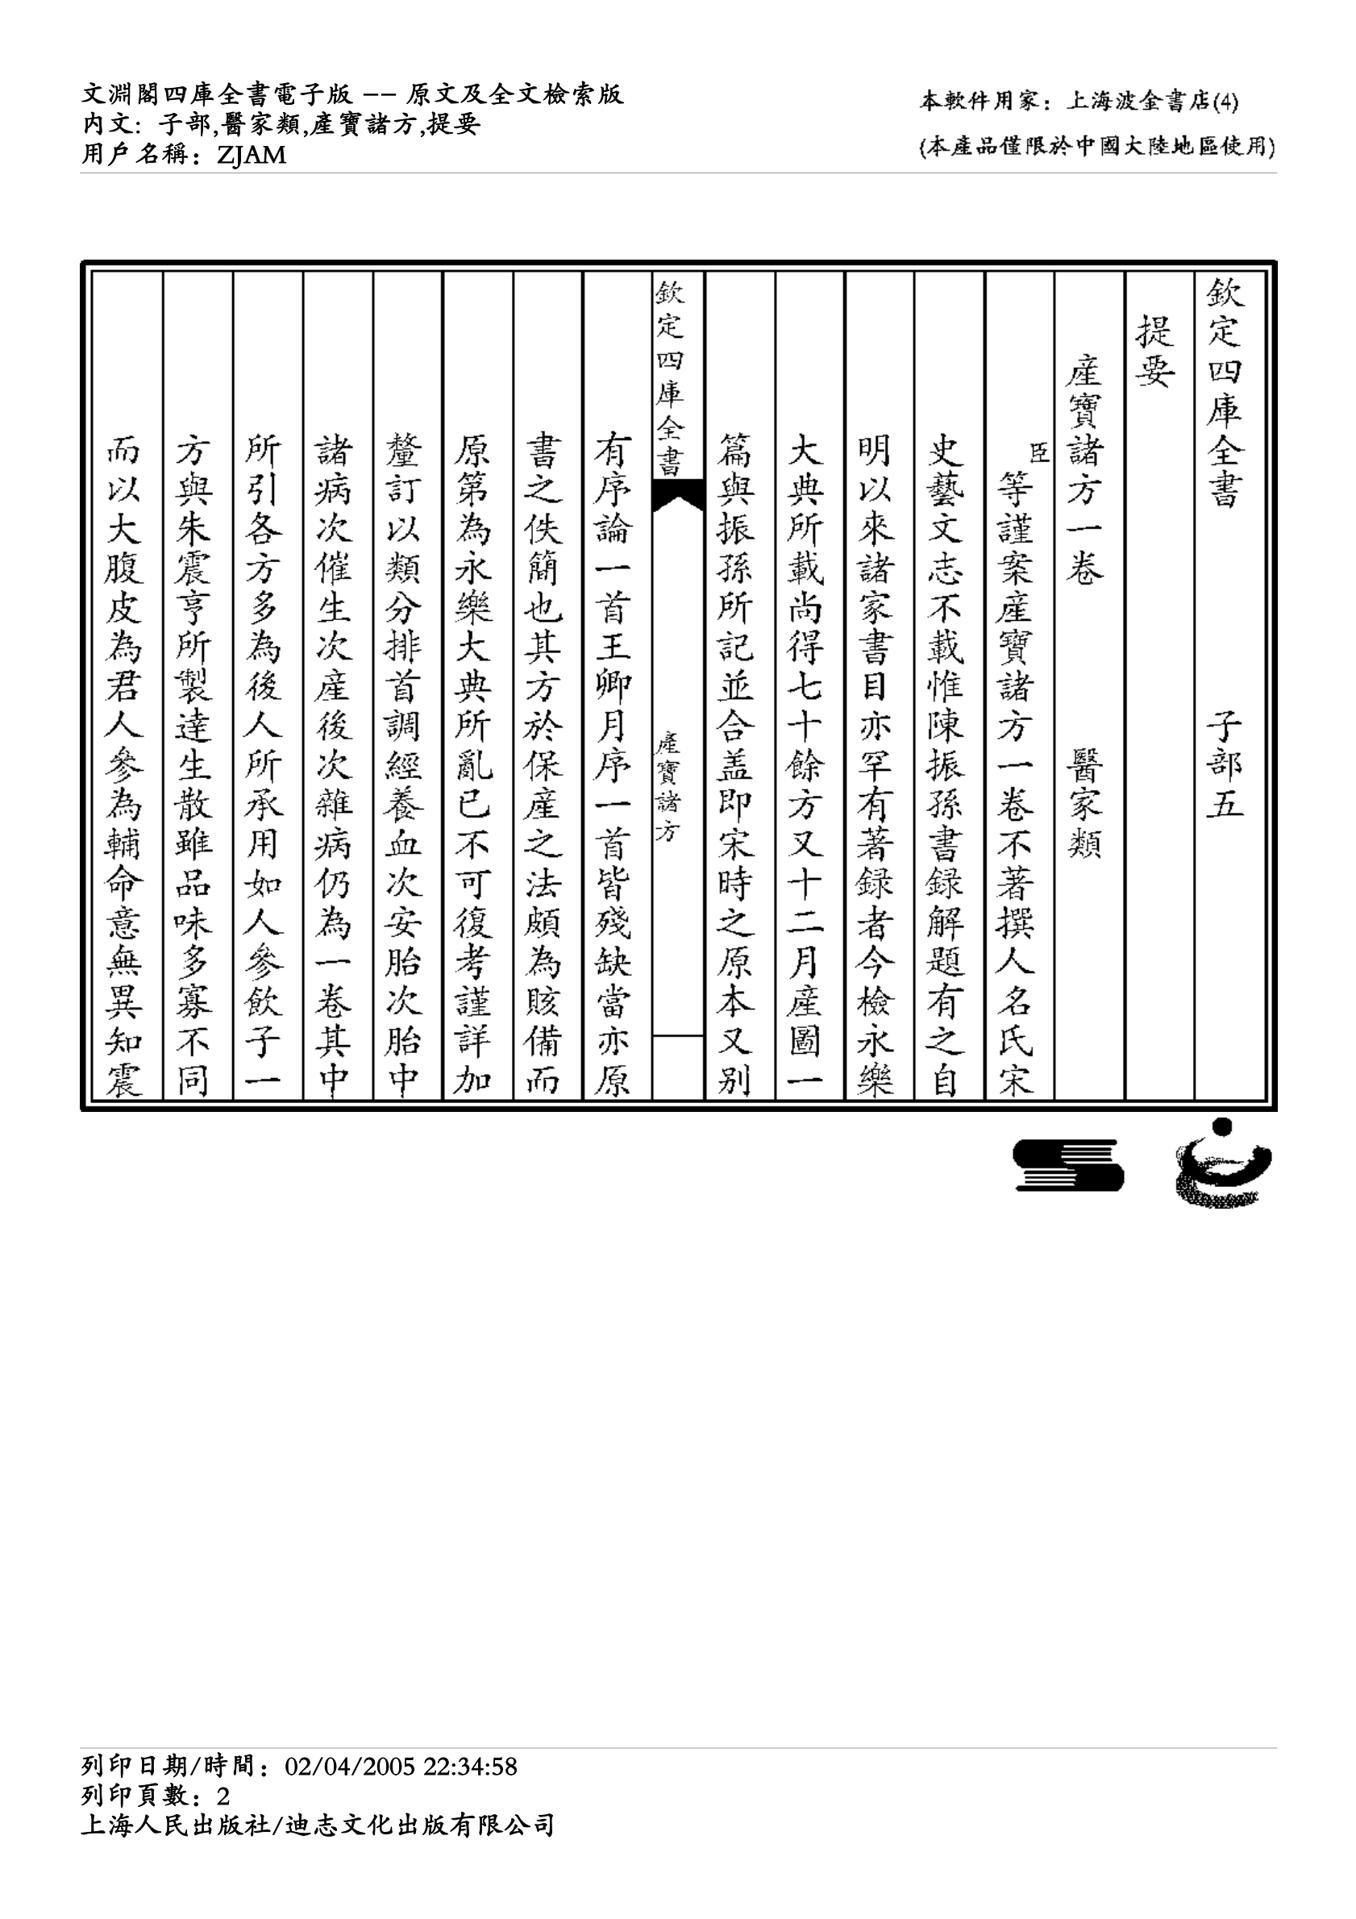 文淵閣四庫全書電子版 -- 原文及全文檢索版
內文: 子部,醫家類,產寶諸方,提要
用戶名稱: ZJAM
本軟件用家: 上海波金書店(4)
(本產品僅限於中國大陸地區使用)
欽定四庫全書 子部五
提要
產寶諸方一卷 醫家類
臣等謹案產寶諸方一卷不著撰人名氏宋
史藝文志不載惟陳振孫書録解題有之自
明以來諸家書目亦罕有著録者今檢永樂
大典所載尚得七十餘方又十二月產圖一
篇與振孫所記並合盖即宋時之原本又别
欽定四庫全書 產寶諸方
有序論一首王卿月序一首皆殘缺當亦原
書之佚簡也其方於保產之法頗為賅備而
原第為永樂大典所亂已不可復考謹詳加
釐訂以類分排首調經養血次安胎次胎中
諸病次催生次產後次雜病仍為一卷其中
所引各方多為後人所承用如人參飲子一
方與朱震亨所製達生散雖品味多寡不同
而以大腹皮為君人參為輔命意無異知震
列印日期/時間: 02/04/2005 22:34:58
列印頁數: 2
上海人民出版社/迪志文化出版有限公司